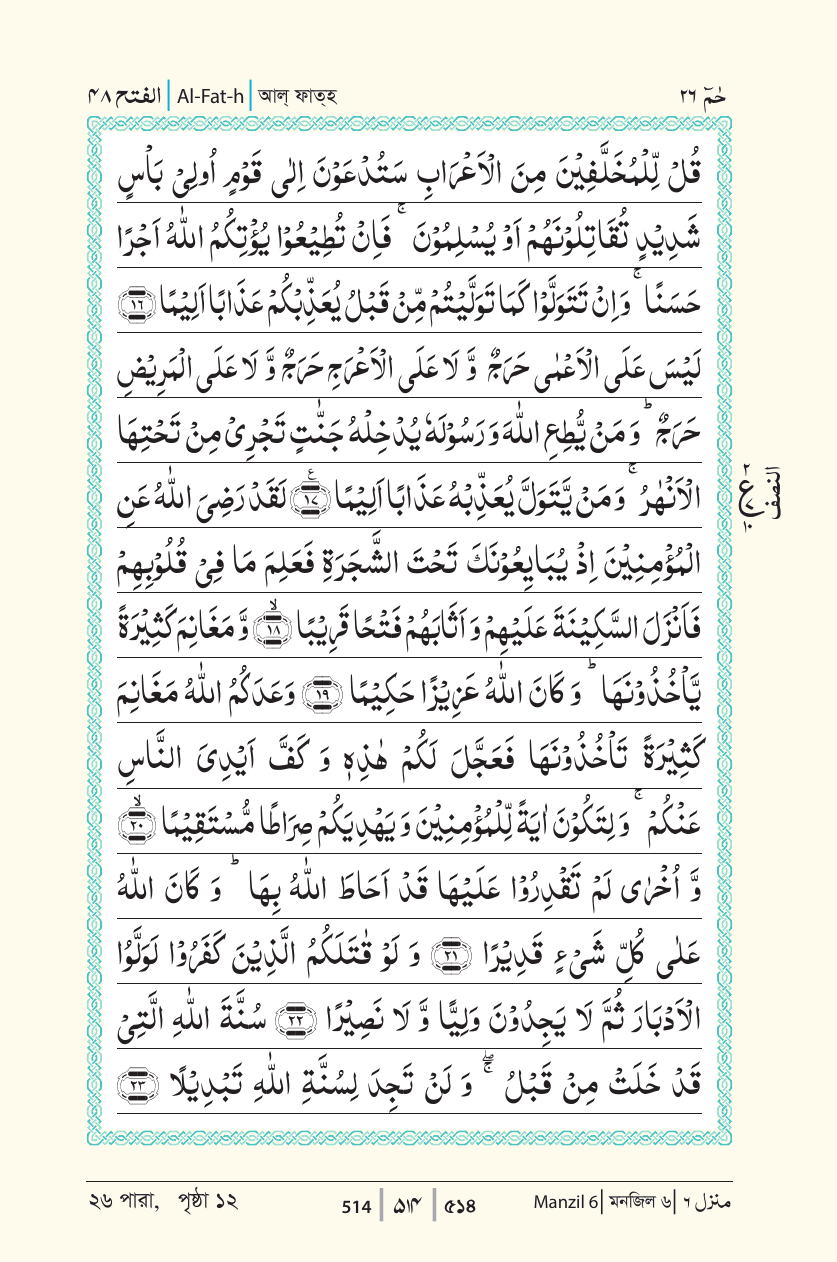 الفتح ۴۸ | Al-Fat-h | আল্ ফাত্হ
حٰمٓ ٢٦
قُلْ لِّلْمُخَلَّفِيْنَ مِنَ الْاَعْرَابِ سَتُدْعَوْنَ اِلٰى قَوْمٍ اُولِيْ بَاْسٍ
شَدِيْدٍ تُقَاتِلُوْنَهُمْ اَوْ يُسْلِمُوْنَ ۚ فَاِنْ تُطِيْعُوْا يُؤْتِكُمُ اللّٰهُ اَجْرًا
حَسَنًا ۚ وَاِنْ تَتَوَلَّوْا كَمَا تَوَلَّيْتُمْ مِّنْ قَبْلُ يُعَذِّبْكُمْ عَذَابًا اَلِيْمًا ﴿١٦﴾
لَيْسَ عَلَى الْاَعْمٰى حَرَجٌ وَّ لَا عَلَى الْاَعْرَجِ حَرَجٌ وَّ لَا عَلَى الْمَرِيْضِ
حَرَجٌ ؕ وَ مَنْ يُّطِعِ اللّٰهَ وَ رَسُوْلَهٗ يُدْخِلْهُ جَنّٰتٍ تَجْرِيْ مِنْ تَحْتِهَا
الْاَنْهٰرُ ۚ وَ مَنْ يَّتَوَلَّ يُعَذِّبْهُ عَذَابًا اَلِيْمًا ﴿١٧﴾ ع لَقَدْ رَضِيَ اللّٰهُ عَنِ
٢ ع ٧ ١٠ النصف
الْمُؤْمِنِيْنَ اِذْ يُبَايِعُوْنَكَ تَحْتَ الشَّجَرَةِ فَعَلِمَ مَا فِيْ قُلُوْبِهِمْ
فَاَنْزَلَ السَّكِيْنَةَ عَلَيْهِمْ وَ اَثَابَهُمْ فَتْحًا قَرِيْبًا ﴿١٨﴾ ۙ وَّ مَغَانِمَ كَثِيْرَةً
يَّاْخُذُوْنَهَا ؕ وَ كَانَ اللّٰهُ عَزِيْزًا حَكِيْمًا ﴿١٩﴾ وَعَدَكُمُ اللّٰهُ مَغَانِمَ
كَثِيْرَةً تَاْخُذُوْنَهَا فَعَجَّلَ لَكُمْ هٰذِهٖ وَ كَفَّ اَيْدِيَ النَّاسِ
عَنْكُمْ ۚ وَ لِتَكُوْنَ اٰيَةً لِّلْمُؤْمِنِيْنَ وَ يَهْدِيَكُمْ صِرَاطًا مُّسْتَقِيْمًا ﴿٢٠﴾ ۙ
وَّ اُخْرٰى لَمْ تَقْدِرُوْا عَلَيْهَا قَدْ اَحَاطَ اللّٰهُ بِهَا ؕ وَ كَانَ اللّٰهُ
عَلٰى كُلِّ شَيْءٍ قَدِيْرًا ﴿٢١﴾ وَ لَوْ قٰتَلَكُمُ الَّذِيْنَ كَفَرُوْا لَوَلَّوُا
الْاَدْبَارَ ثُمَّ لَا يَجِدُوْنَ وَلِيًّا وَّ لَا نَصِيْرًا ﴿٢٢﴾ سُنَّةَ اللّٰهِ الَّتِيْ
قَدْ خَلَتْ مِنْ قَبْلُ ۖۚ وَ لَنْ تَجِدَ لِسُنَّةِ اللّٰهِ تَبْدِيْلًا ﴿٢٣﴾
২৬ পারা, পৃষ্ঠা ১২
514 | ۵۱۴ | ৫১৪
Manzil 6 | মনজিল ৬ | منزل ٦